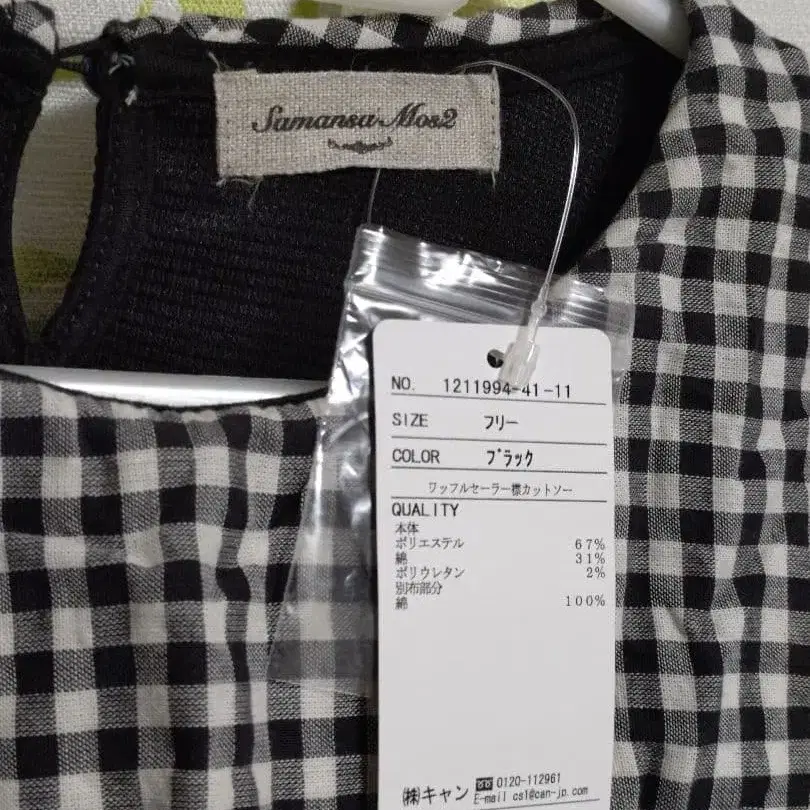 Samansa Mos2
NO. 1211994-41-11
SIZE フリー
COLOR ブラック
ワッフルセーラー襟カットソー
QUALITY
本体
ポリエステル 67%
綿 31%
ポリウレタン 2%
別布部分
綿 100%
㈱キャン 0120-112961
E-mail cs1@can-jp.com